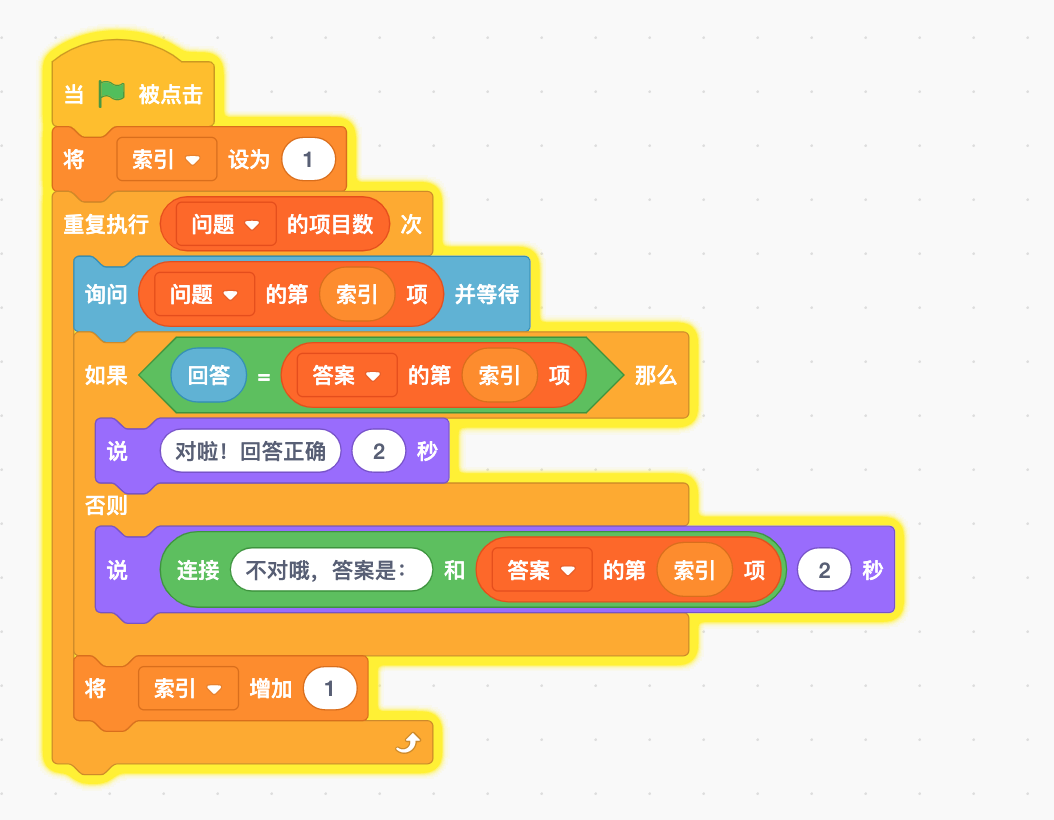 当 被点击
将 索引 设为 1
重复执行 问题 的项目数 次
询问 问题 的第 索引 项 并等待
如果 回答 = 答案 的第 索引 项 那么
说 对啦！回答正确 2 秒
否则
说 连接 不对哦，答案是： 和 答案 的第 索引 项 2 秒
将 索引 增加 1